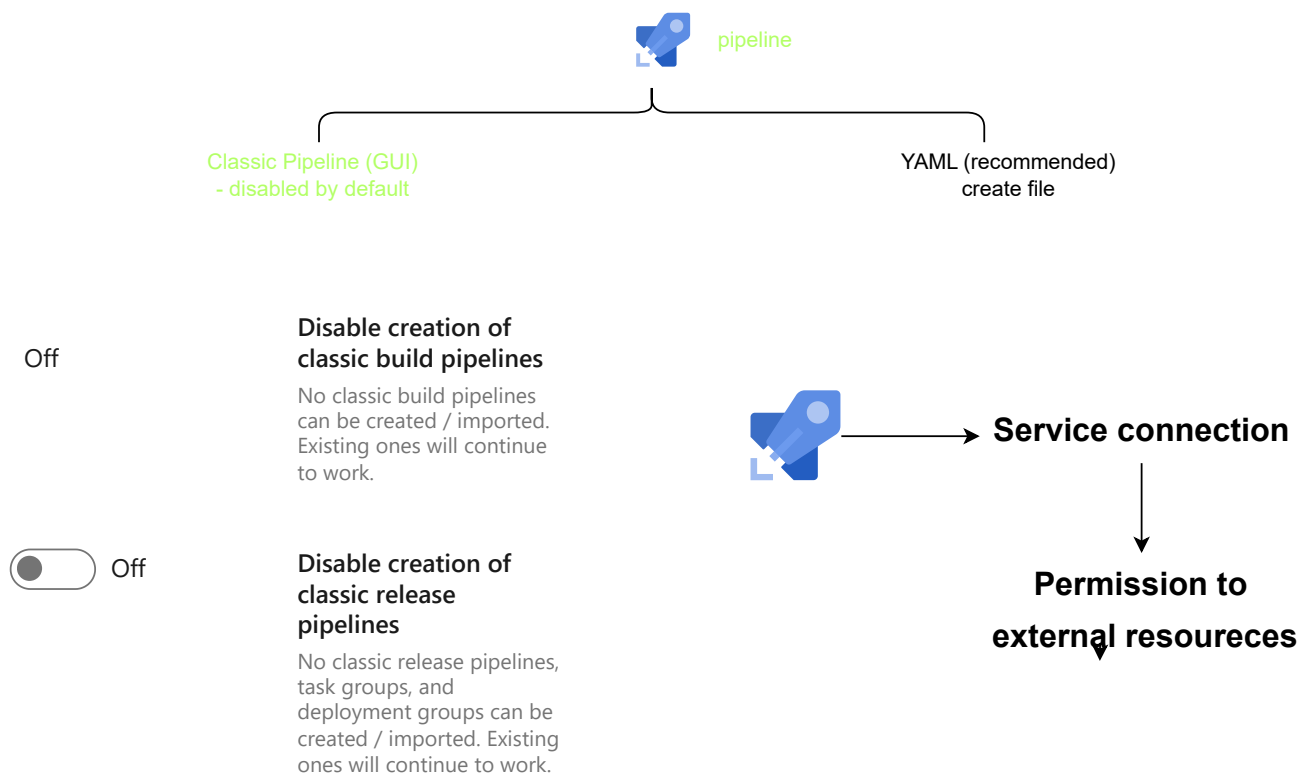 pipeline
Classic Pipeline (GUI)
- disabled by default
YAML (recommended)
create file
Off
Disable creation of
classic build pipelines
No classic build pipelines
can be created / imported.
Existing ones will continue
to work.
Off
Disable creation of
classic release
pipelines
No classic release pipelines,
task groups, and
deployment groups can be
created / imported. Existing
ones will continue to work.
Service connection
Permission to
external resoureces